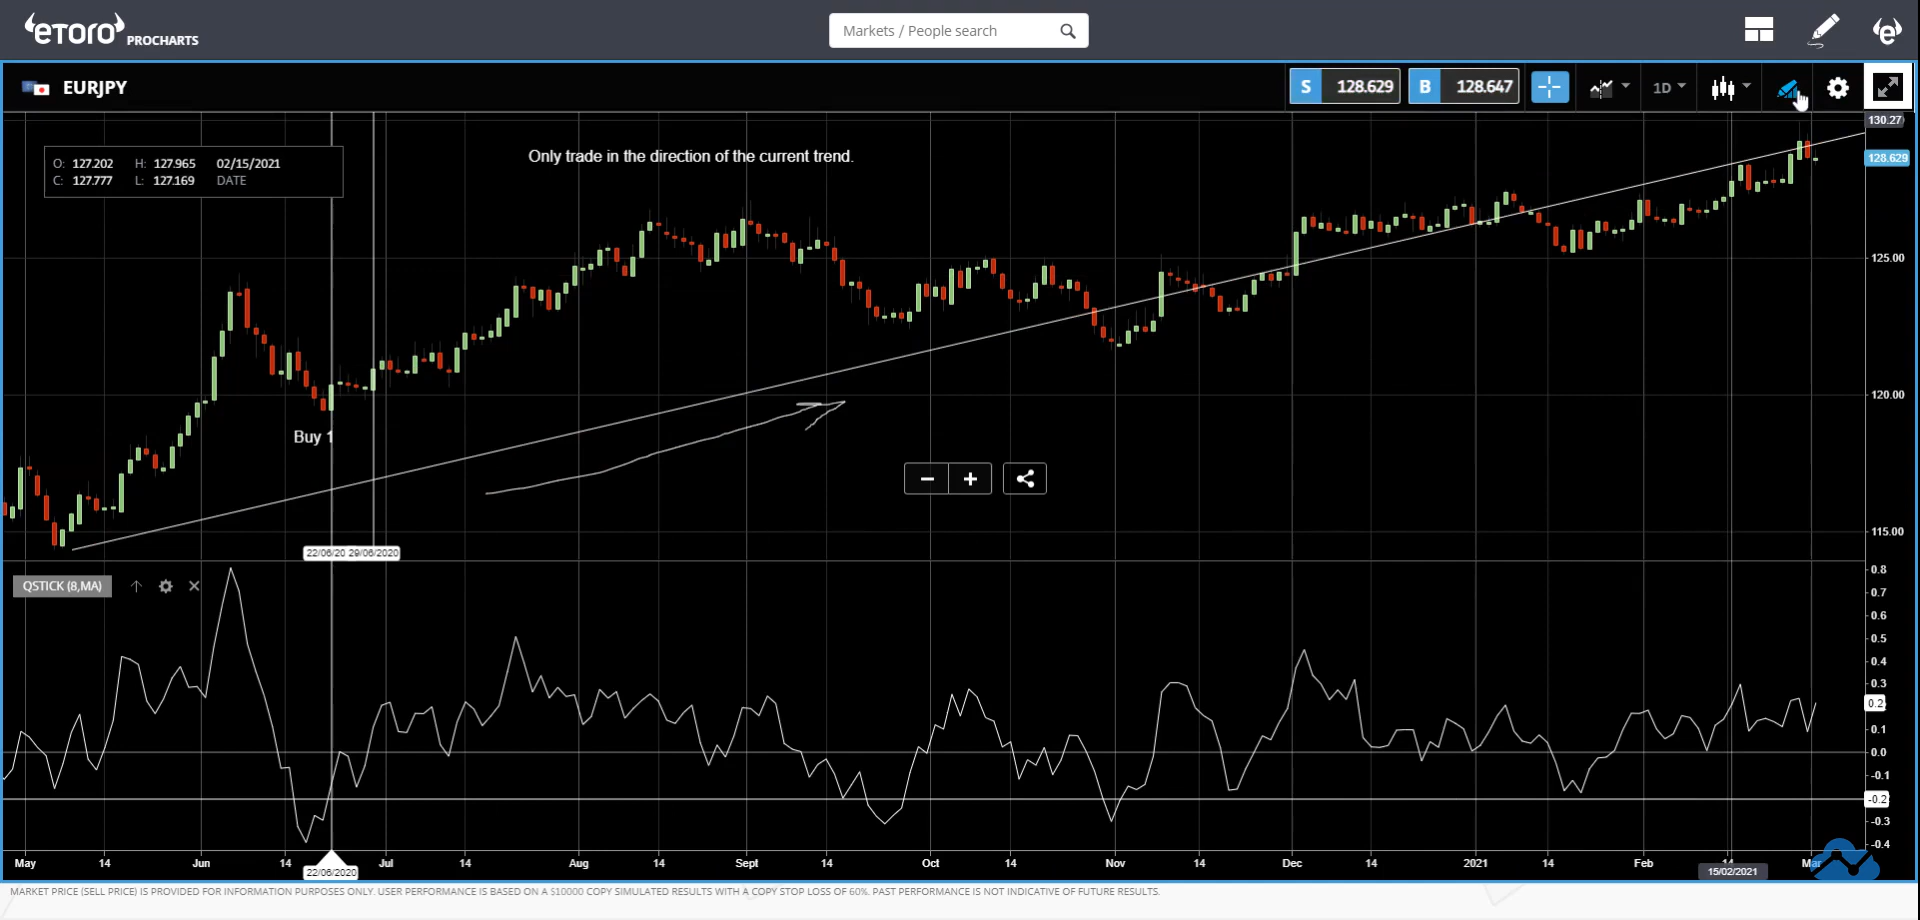 eTORO PROCHARTS
Markets / People search
EURJPY
S 128.629 B 128.647 1D
O: 127.202 H: 127.965 02/15/2021
C: 127.777 L: 127.169 DATE
Only trade in the direction of the current trend.
130.27
128.629
125.00
120.00
115.00
Buy 1
22/06/20 29/06/2020
QSTICK (8,MA)
0.8
0.7
0.6
0.5
0.4
0.3
0.2
0.1
0.0
-0.1
-0.2
-0.3
-0.4
May 14 Jun 14 Jul 14 Aug 14 Sept 14 Oct 14 Nov 14 Dec 14 2021 14 Feb 14 Mar
22/06/2020 15/02/2021
MARKET PRICE (SELL PRICE) IS PROVIDED FOR INFORMATION PURPOSES ONLY. USER PERFORMANCE IS BASED ON A $10000 COPY SIMULATED RESULTS WITH A COPY STOP LOSS OF 60%. PAST PERFORMANCE IS NOT INDICATIVE OF FUTURE RESULTS.